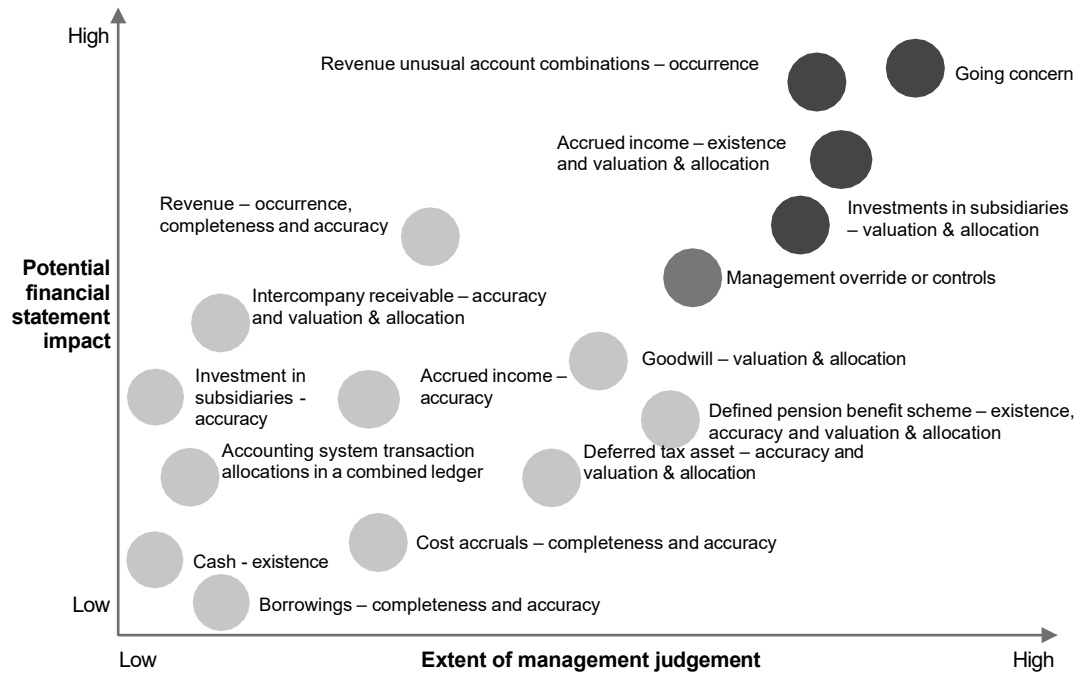 High
Revenue unusual account combinations – occurrence
Going concern
Accrued income – existence
and valuation & allocation
Revenue – occurrence,
completeness and accuracy
Investments in subsidiaries
– valuation & allocation
Potential
financial
statement
impact
Management override or controls
Intercompany receivable – accuracy
and valuation & allocation
Goodwill – valuation & allocation
Investment in
subsidiaries -
accuracy
Accrued income –
accuracy
Defined pension benefit scheme – existence,
accuracy and valuation & allocation
Accounting system transaction
allocations in a combined ledger
Deferred tax asset – accuracy and
valuation & allocation
Cost accruals – completeness and accuracy
Cash - existence
Borrowings – completeness and accuracy
Low
Low
Extent of management judgement
High